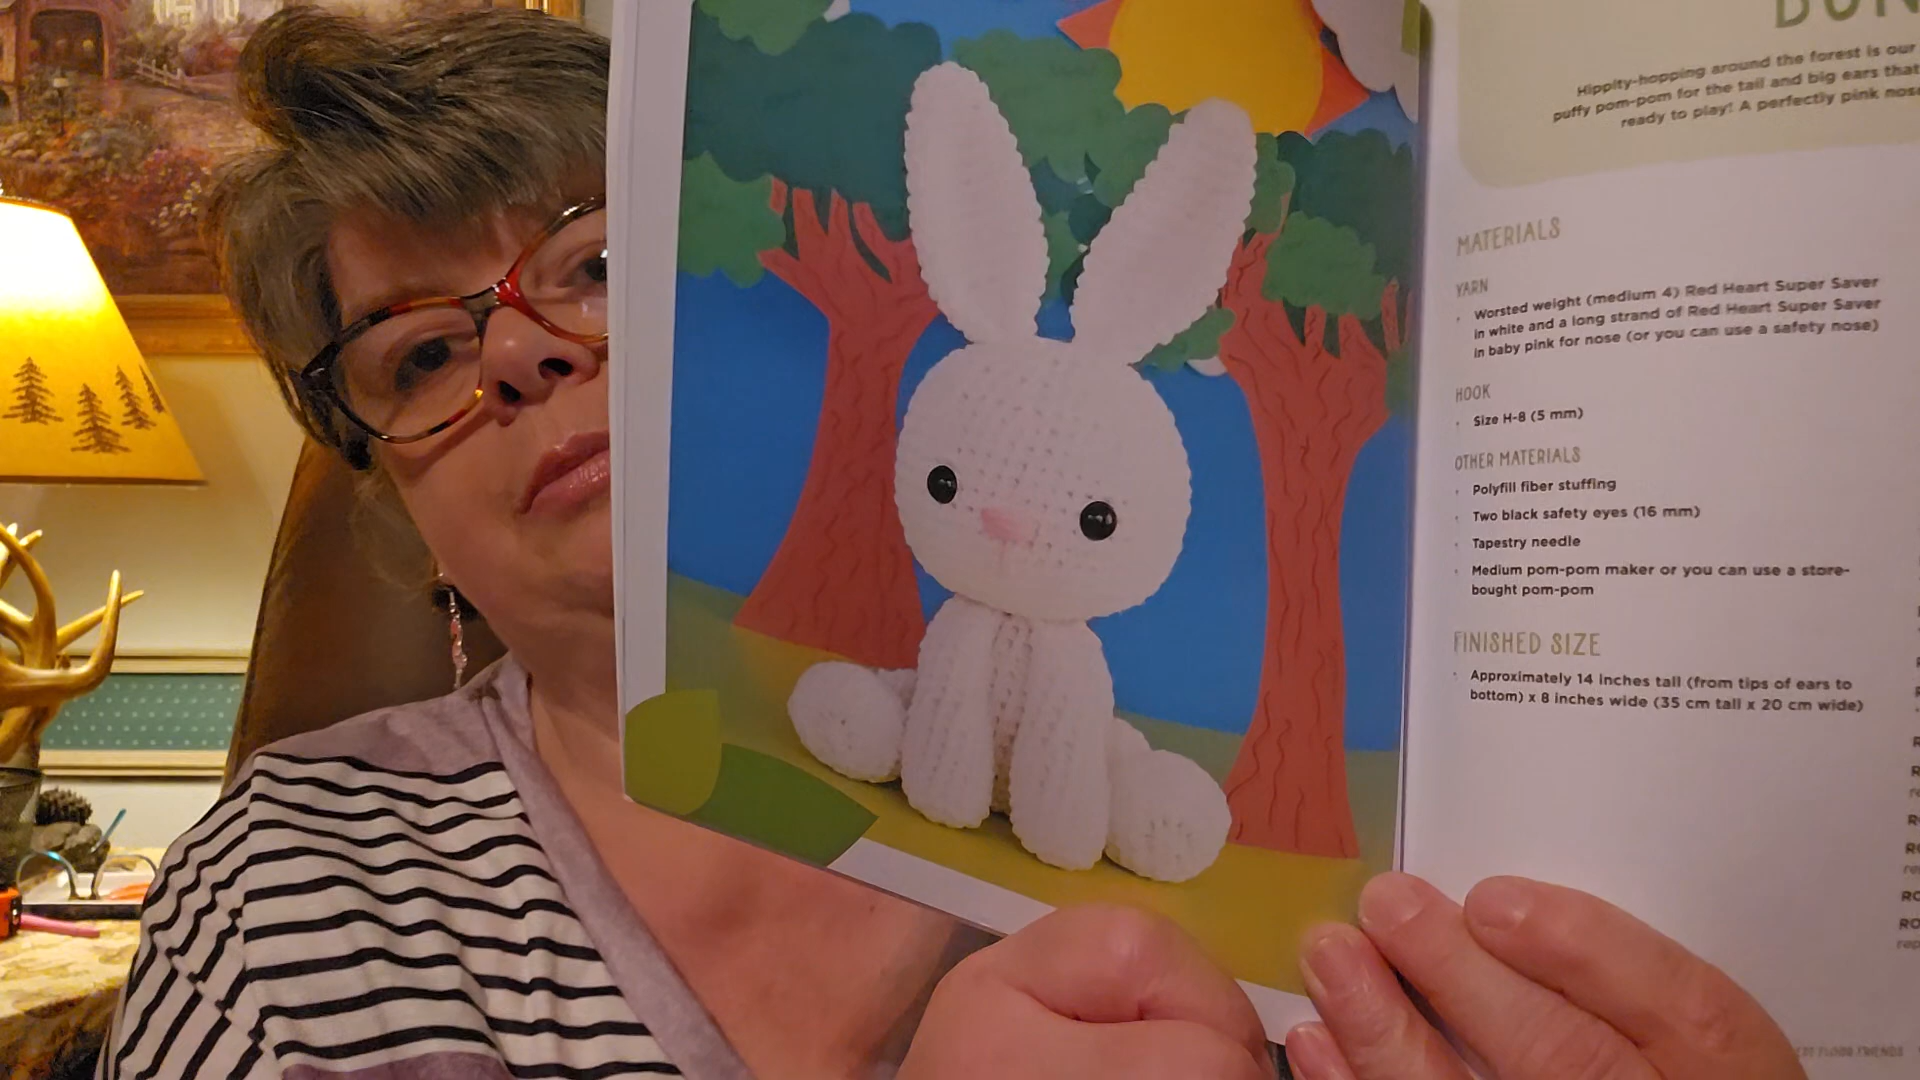 Hippity-hopping around the forest is our
puffy pom-pom for the tail and big ears that
ready to play! A perfectly pink nose
MATERIALS
YARN
Worsted weight (medium 4) Red Heart Super Saver
in white and a long strand of Red Heart Super Saver
in baby pink for nose (or you can use a safety nose)
HOOK
Size H-8 (5 mm)
OTHER MATERIALS
Polyfill fiber stuffing
Two black safety eyes (16 mm)
Tapestry needle
Medium pom-pom maker or you can use a store-
bought pom-pom
FINISHED SIZE
Approximately 14 inches tall (from tips of ears to
bottom) x 8 inches wide (35 cm tall x 20 cm wide)
FLOOR FRIENDS